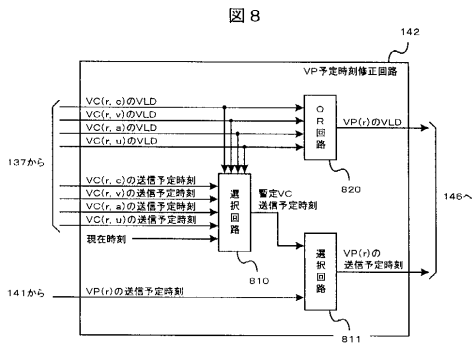 図8
142
VP予定時刻修正回路
VC(r, c)のVLD
VC(r, v)のVLD
VC(r, a)のVLD
VC(r, u)のVLD
OR回路
VP(r)のVLD
820
137から
VC(r, c)の送信予定時刻
VC(r, v)の送信予定時刻
VC(r, a)の送信予定時刻
VC(r, u)の送信予定時刻
現在時刻
選択回路
810
暫定VC
送信予定時刻
146へ
選択回路
VP(r)の
送信予定時刻
141から
VP(r)の送信予定時刻
811